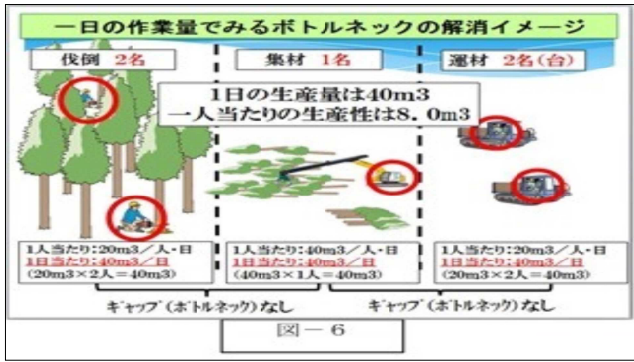 一日の作業量でみるボトルネックの解消イメージ
伐倒 2名
集材 1名
運材 2名(台)
1日の生産量は40m3
一人当たりの生産性は8.0m3
1人当たり:20m3/人・日
1日当たり:40m3/日
(20m3×2人=40m3)
1人当たり:40m3/人・日
1日当たり:40m3/日
(40m3×1人=40m3)
1人当たり:20m3/人・日
1日当たり:40m3/日
(20m3×2人=40m3)
ギャップ(ボトルネック)なし
ギャップ(ボトルネック)なし
図-6